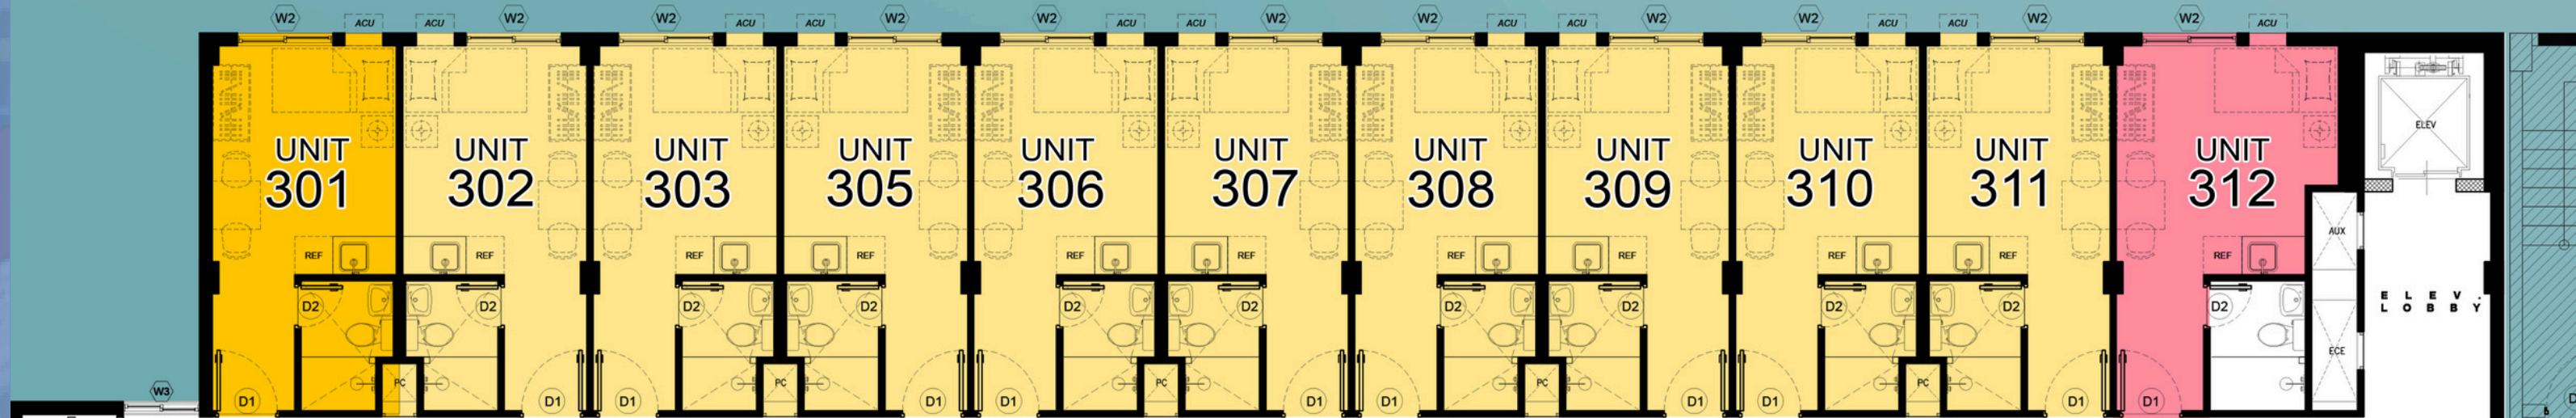 W2 ACU ACU W2 W2 ACU ACU W2 W2 ACU ACU W2 W2 ACU ACU W2 W2 ACU ACU W2 W2 ACU
UNIT
301
UNIT
302
UNIT
303
UNIT
305
UNIT
306
UNIT
307
UNIT
308
UNIT
309
UNIT
310
UNIT
311
UNIT
312
ELEV
REF REF REF REF REF REF REF REF REF REF REF
AUX
D2 D2 D2 D2 D2 D2 D2 D2 D2 D2 D2
ELEV.
LOBBY
ECE
PC PC PC PC PC
W3
D1 D1 D1 D1 D1 D1 D1 D1 D1 D1 D1